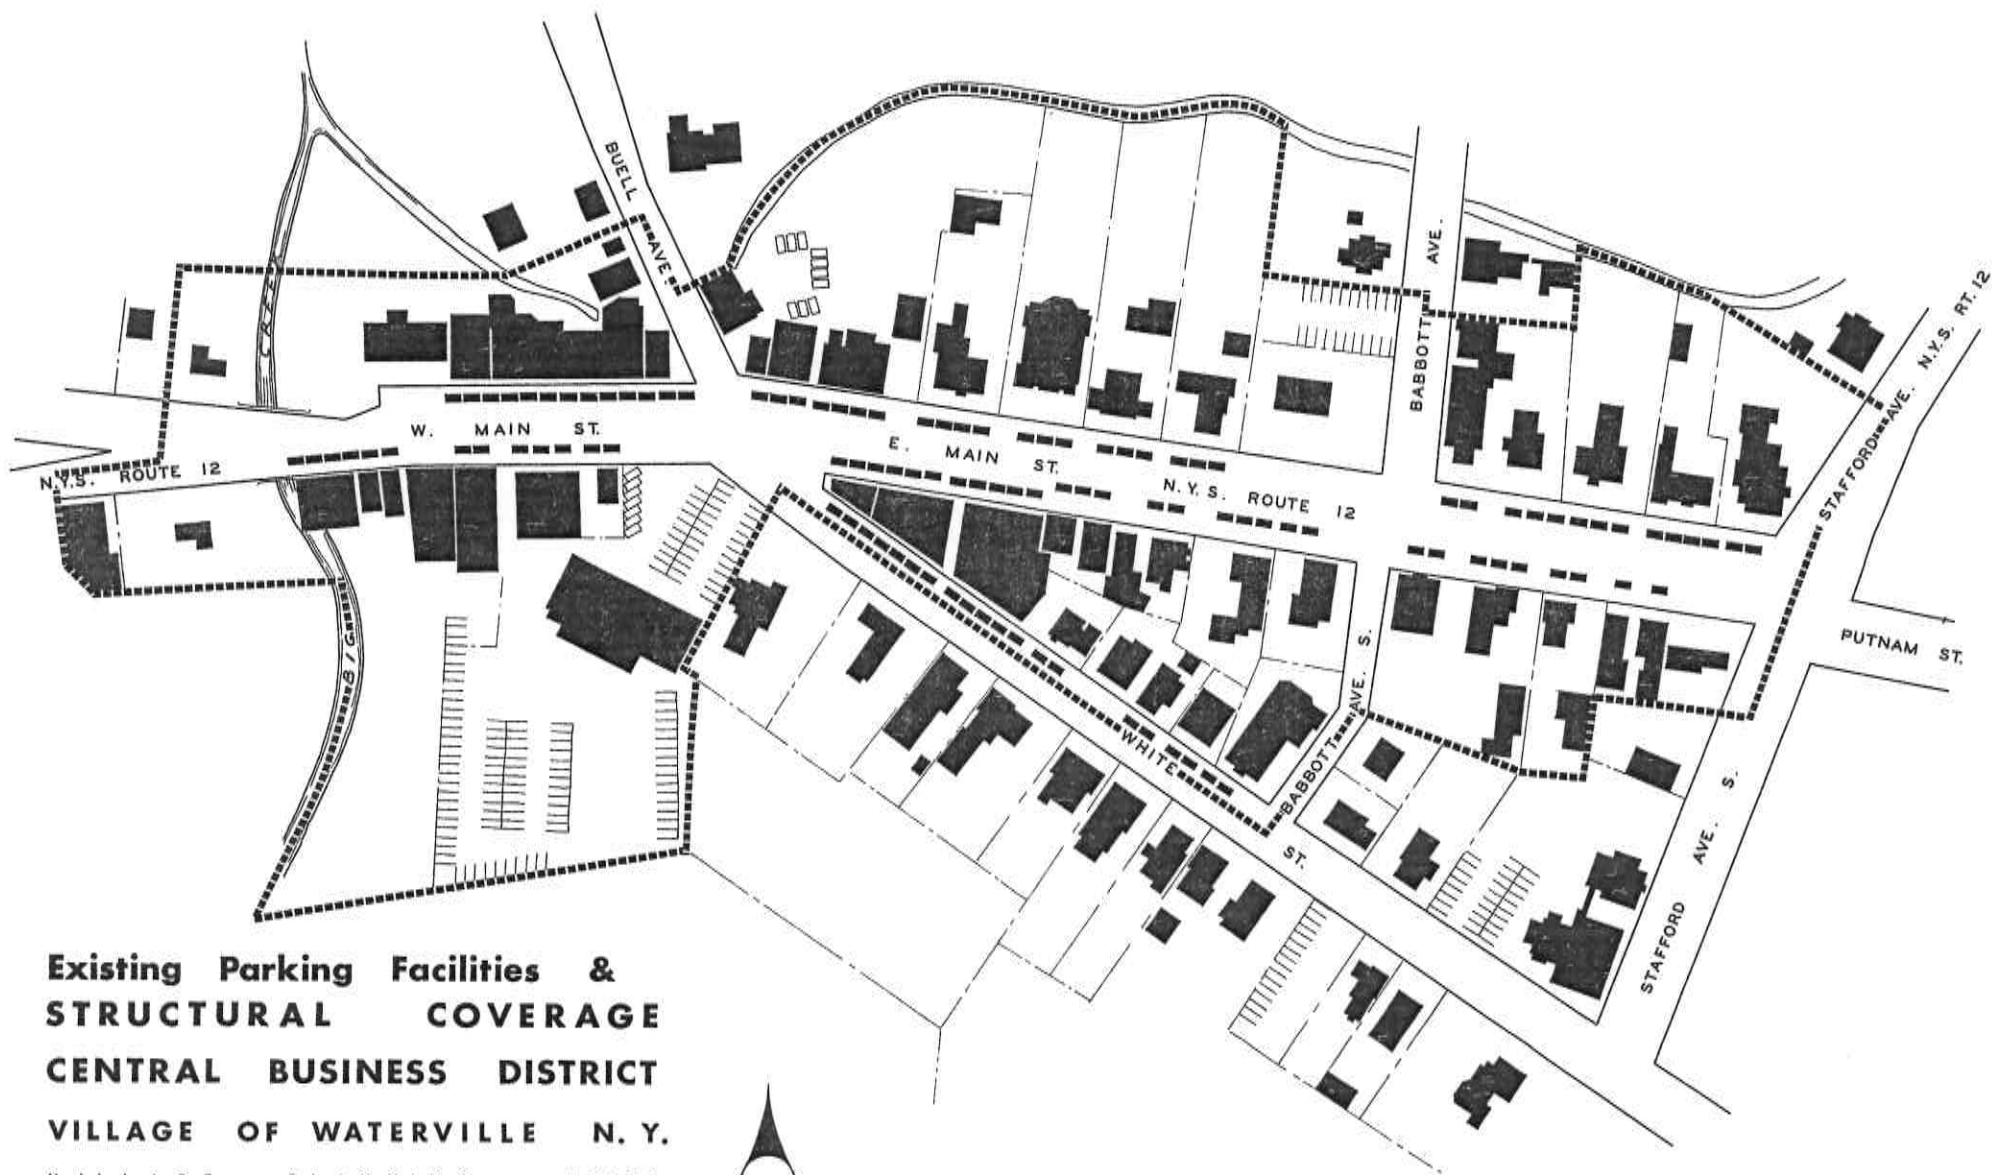 BUELL
AVE.
CREEK
W. MAIN ST.
N.Y.S. ROUTE 12
E. MAIN ST.
N.Y.S. ROUTE 12
BABBOTT AVE.
STAFFORD AVE. N.Y.S. RT. 12
PUTNAM ST.
BIG
WHITE ST.
BABBOTT AVE. S.
STAFFORD AVE. S.
Existing Parking Facilities &
STRUCTURAL COVERAGE
CENTRAL BUSINESS DISTRICT
VILLAGE OF WATERVILLE N. Y.